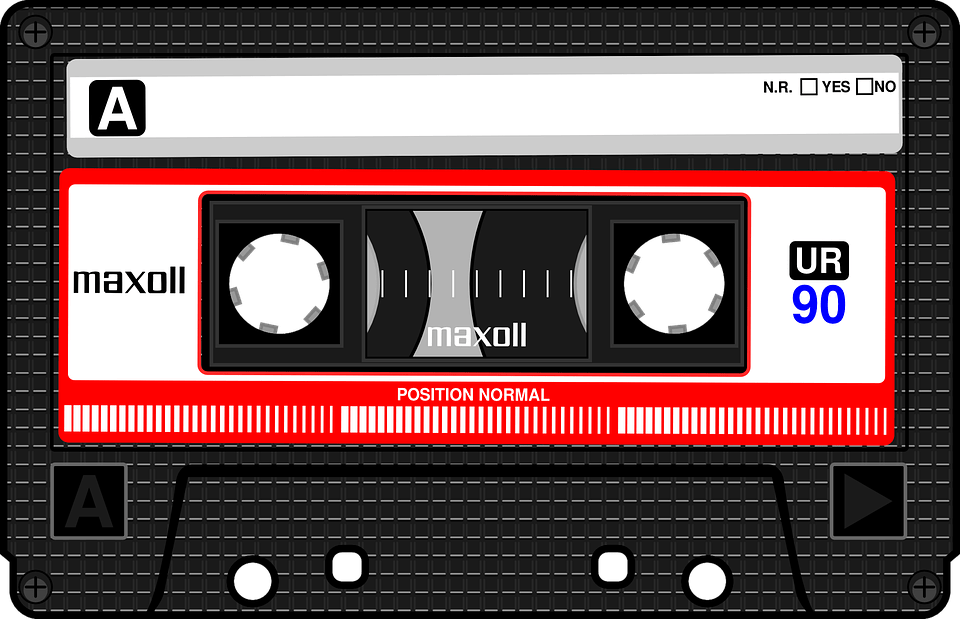 A
N.R. YES NO
maxoll
UR
90
maxoll
POSITION NORMAL
A